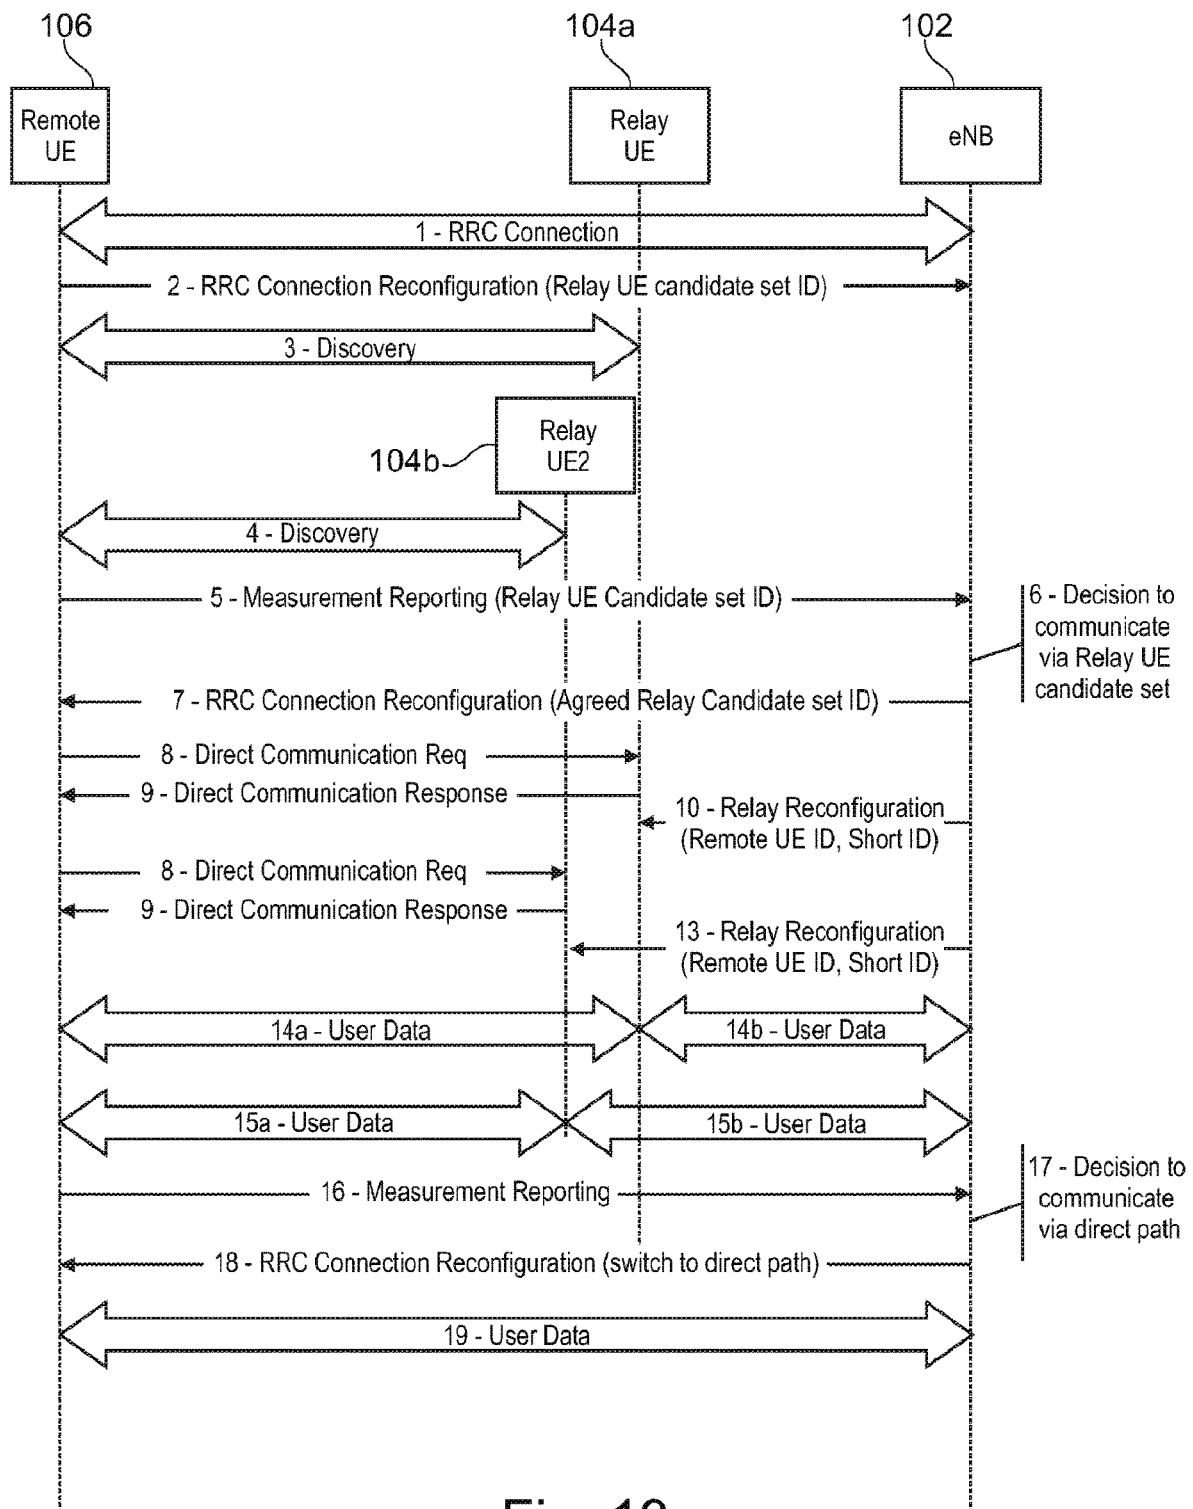 106
104a
102
Remote
UE
Relay
UE
eNB
1 - RRC Connection
2 - RRC Connection Reconfiguration (Relay UE candidate set ID)
3 - Discovery
Relay
UE2
104b
4 - Discovery
5 - Measurement Reporting (Relay UE Candidate set ID)
6 - Decision to
communicate
via Relay UE
candidate set
7 - RRC Connection Reconfiguration (Agreed Relay Candidate set ID)
8 - Direct Communication Req
9 - Direct Communication Response
10 - Relay Reconfiguration
(Remote UE ID, Short ID)
8 - Direct Communication Req
9 - Direct Communication Response
13 - Relay Reconfiguration
(Remote UE ID, Short ID)
14a - User Data
14b - User Data
15a - User Data
15b - User Data
16 - Measurement Reporting
17 - Decision to
communicate
via direct path
18 - RRC Connection Reconfiguration (switch to direct path)
19 - User Data